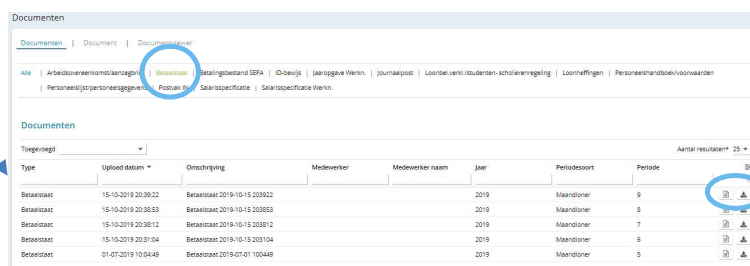 Documenten
Documenten | Document | Documentviewer
Alle | Arbeidsovereenkomst/aanzegbrief | Betaalstaat | Betalingsbestand SEPA | ID-bewijs | Jaaropgave Werkn. | Journaalpost | Loonbel.verkl./studenten- scholierenregeling | Loonheffingen | Personeelshandboek/voorwaarden
| Personeelslijst/personeelsgegevens | Postvak IN | Salarisspecificatie | Salarisspecificatie Werkn.
Documenten
Toegevoegd Aantal resultaten* 25
Type Upload datum Omschrijving Medewerker Medewerker naam Jaar Periodesoort Periode
Betaalstaat 15-10-2019 20:39:22 Betaalstaat 2019-10-15 203922 2019 Maandloner 9
Betaalstaat 15-10-2019 20:38:53 Betaalstaat 2019-10-15 203853 2019 Maandloner 8
Betaalstaat 15-10-2019 20:38:12 Betaalstaat 2019-10-15 203812 2019 Maandloner 7
Betaalstaat 15-10-2019 20:31:04 Betaalstaat 2019-10-15 203104 2019 Maandloner 6
Betaalstaat 01-07-2019 10:04:49 Betaalstaat 2019-07-01 100449 2019 Maandloner 5